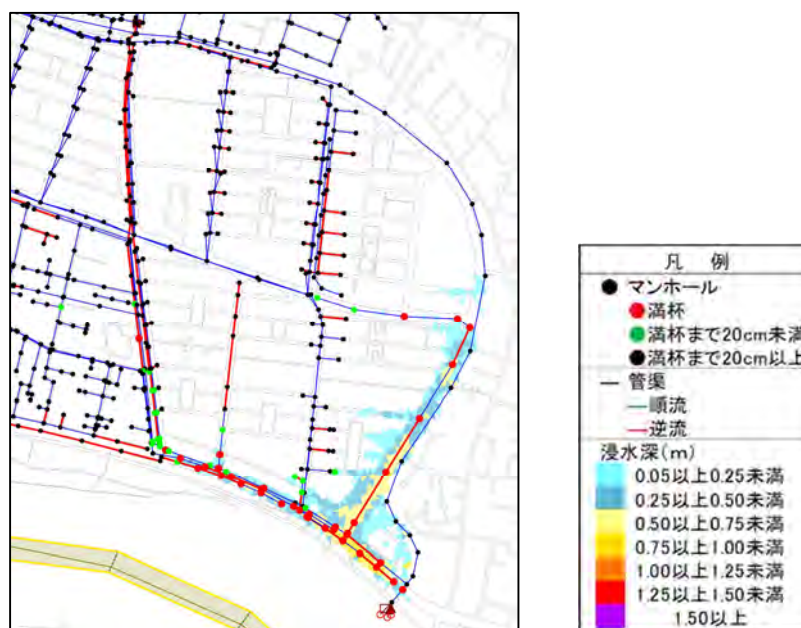 凡 例
マンホール
満杯
満杯まで20cm未満
満杯まで20cm以上
管渠
順流
逆流
浸水深(m)
0.05以上0.25未満
0.25以上0.50未満
0.50以上0.75未満
0.75以上1.00未満
1.00以上1.25未満
1.25以上1.50未満
1.50以上